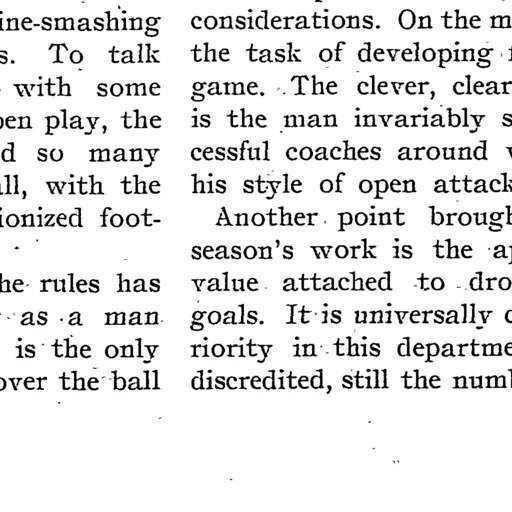 ine-smashing
s. To talk
with some
pen play, the
d so many
all, with the
ionized foot-
he rules has
as a man
is the only
over the ball
considerations. On the m
the task of developing
game. The clever, clear
is the man invariably s
cessful coaches around
his style of open attack
Another point brough
season's work is the ap
value attached to dro
goals. It is universally
riority in this departme
discredited, still the numb